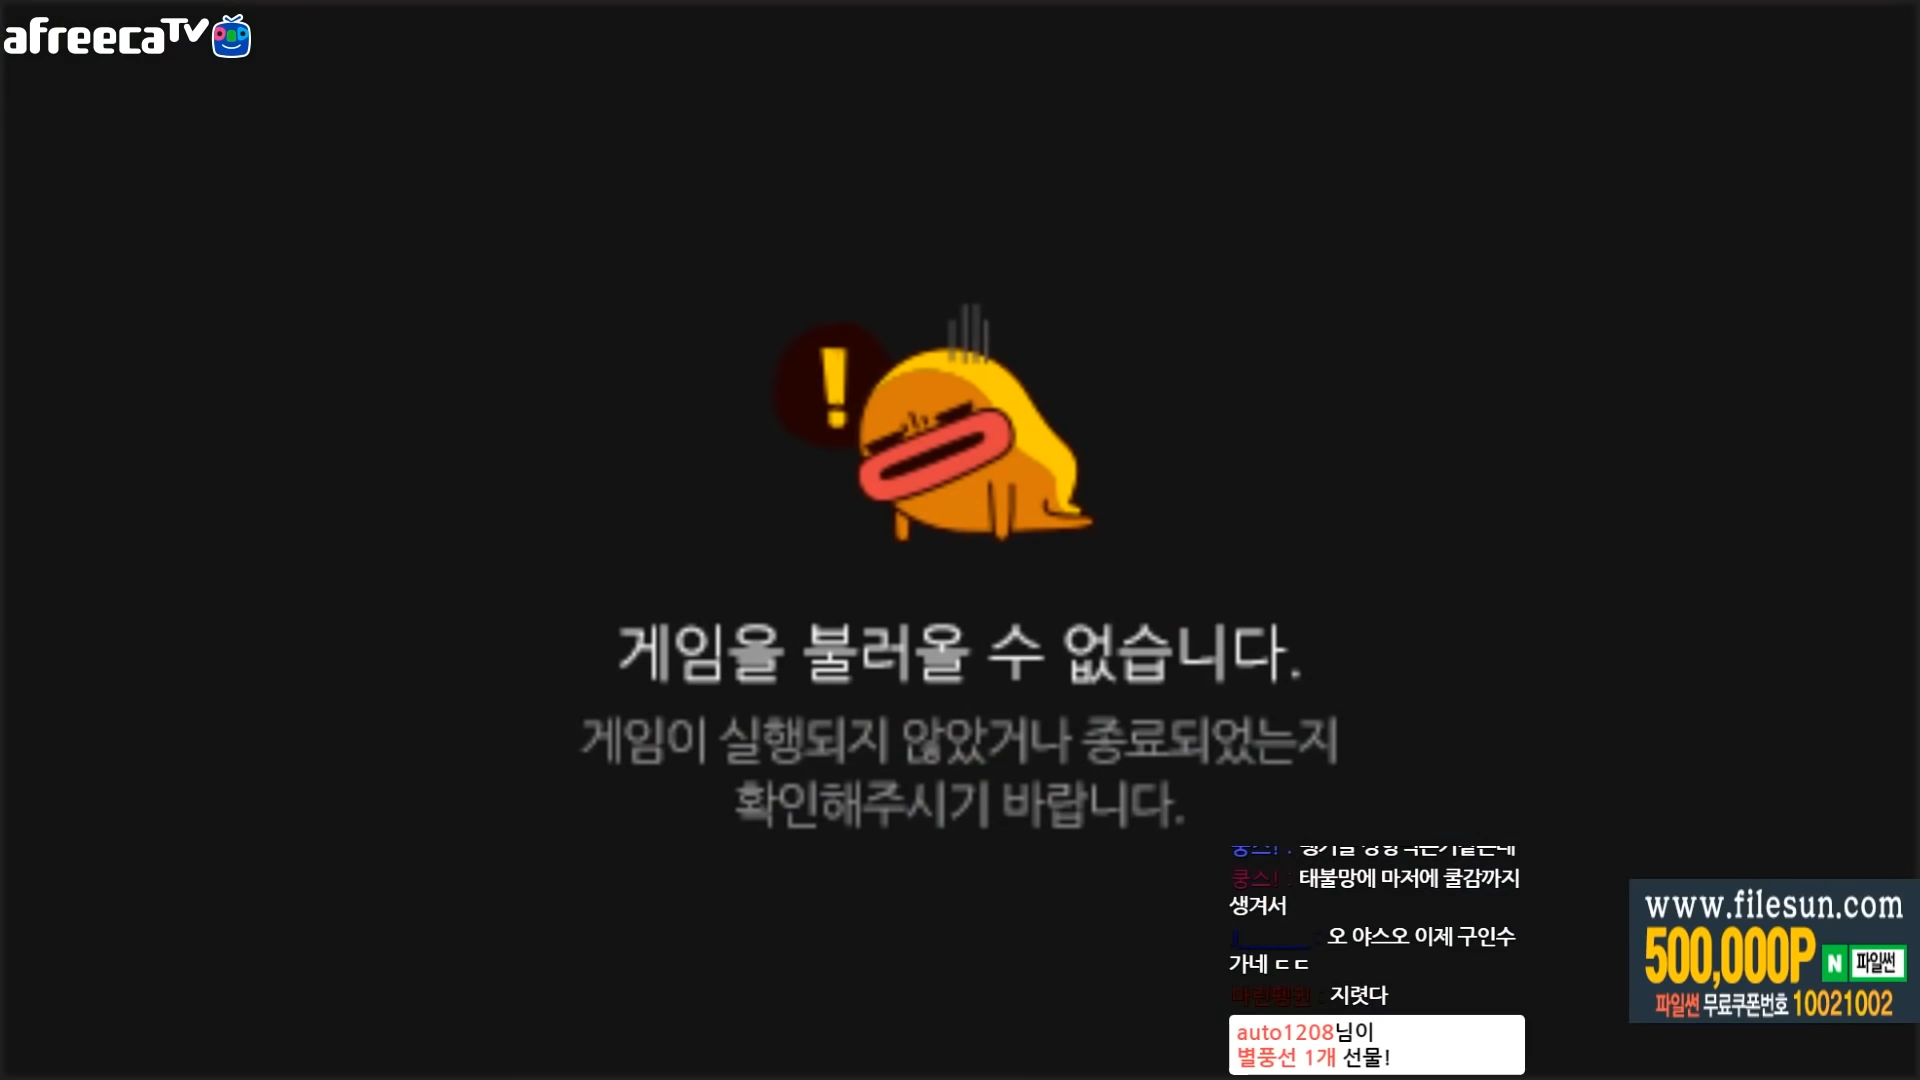 afreecaTV
!
게임을 불러올 수 없습니다.
게임이 실행되지 않았거나 종료되었는지
확인해주시기 바랍니다.
쿵스! :
쿵스! : 태불망에 마저에 쿨감까지
생겨서
: 오 야스오 이제 구인수
가네 ㄷㄷ
: 지렷다
auto1208님이
별풍선 1개 선물!
www.filesun.com
500,000P N 파일썬
파일썬 무료쿠폰번호 10021002